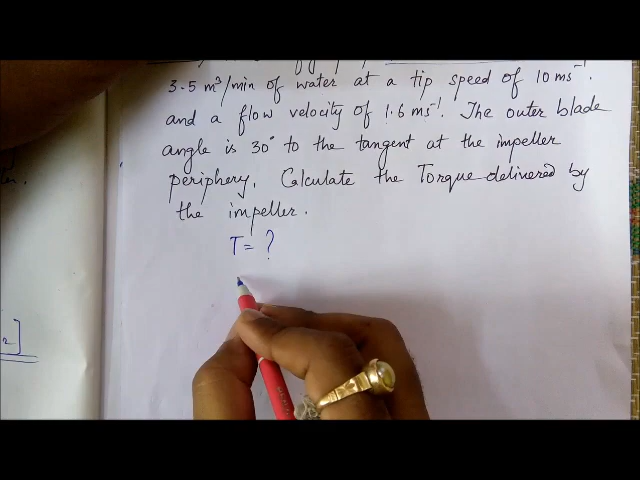 3.5 m³/min of water at a tip speed of 10 ms⁻¹.
and a flow velocity of 1.6 ms⁻¹. The outer blade
angle is 30° to the tangent at the impeller
periphery. Calculate the Torque delivered by
the impeller.
T = ?